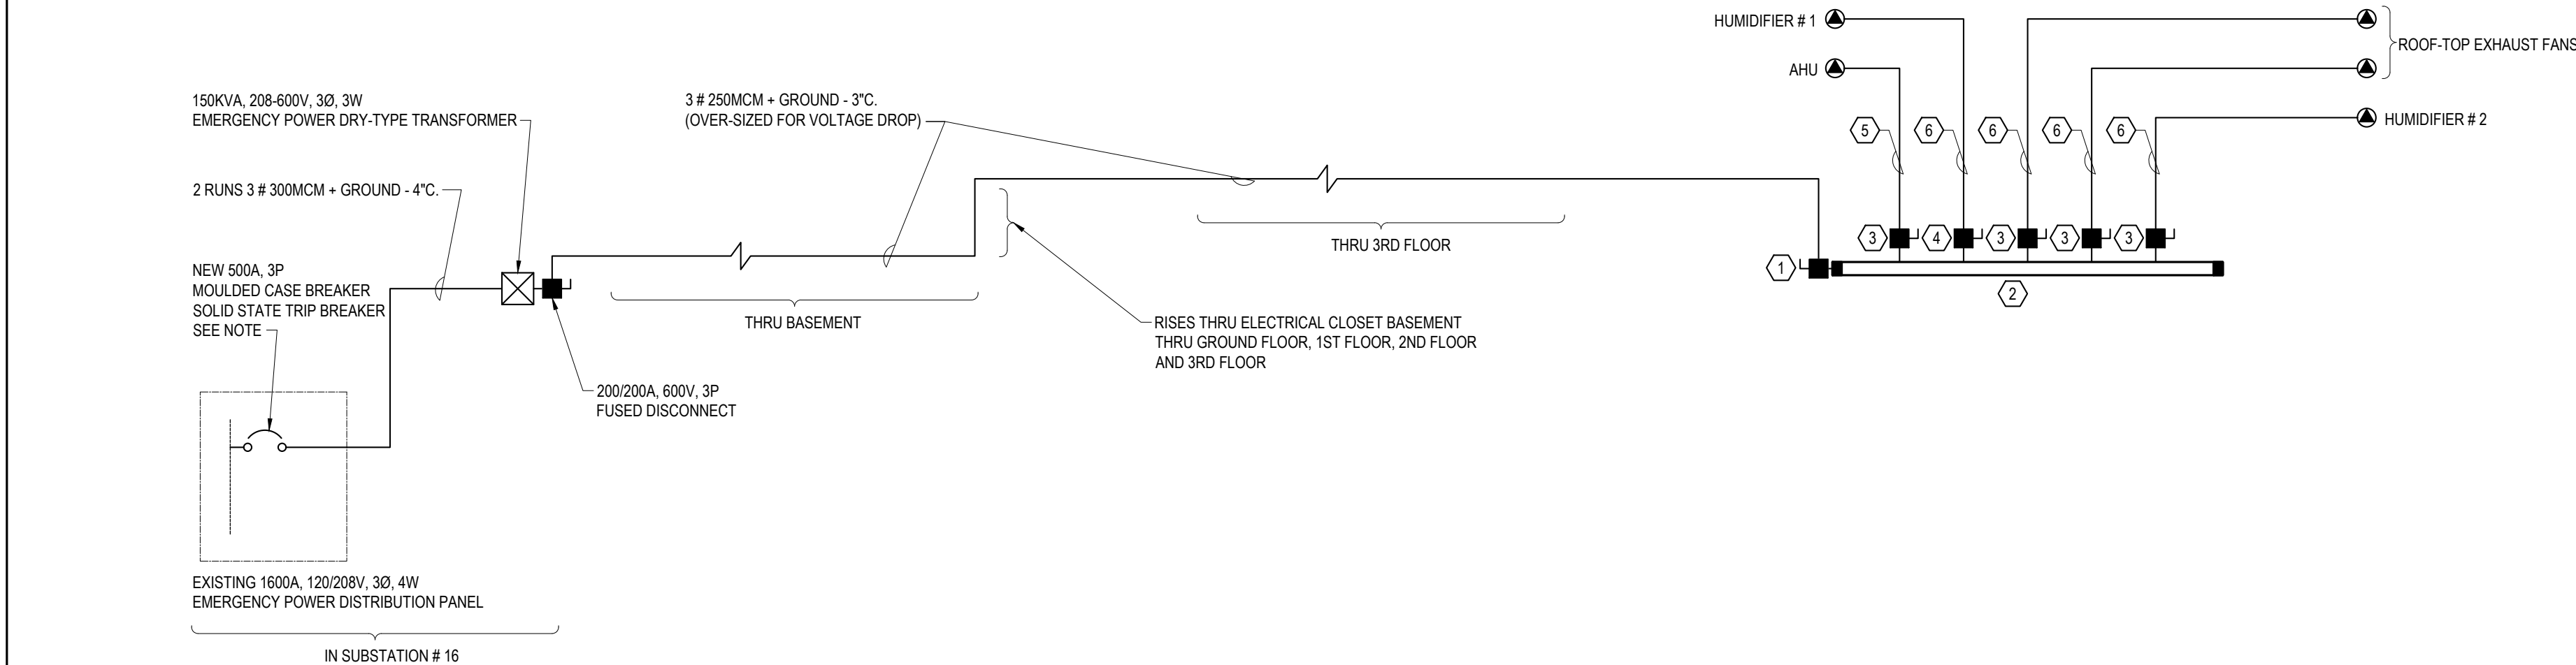 HUMIDIFIER # 1
AHU
ROOF-TOP EXHAUST FANS
HUMIDIFIER # 2
150KVA, 208-600V, 3Ø, 3W
EMERGENCY POWER DRY-TYPE TRANSFORMER
3 # 250MCM + GROUND - 3"C.
(OVER-SIZED FOR VOLTAGE DROP)
5 6 6 6 6
2 RUNS 3 # 300MCM + GROUND - 4"C.
3 4 3 3 3
THRU 3RD FLOOR
NEW 500A, 3P
MOULDED CASE BREAKER
SOLID STATE TRIP BREAKER
SEE NOTE
1
2
THRU BASEMENT
RISES THRU ELECTRICAL CLOSET BASEMENT
THRU GROUND FLOOR, 1ST FLOOR, 2ND FLOOR
AND 3RD FLOOR
200/200A, 600V, 3P
FUSED DISCONNECT
EXISTING 1600A, 120/208V, 3Ø, 4W
EMERGENCY POWER DISTRIBUTION PANEL
IN SUBSTATION # 16